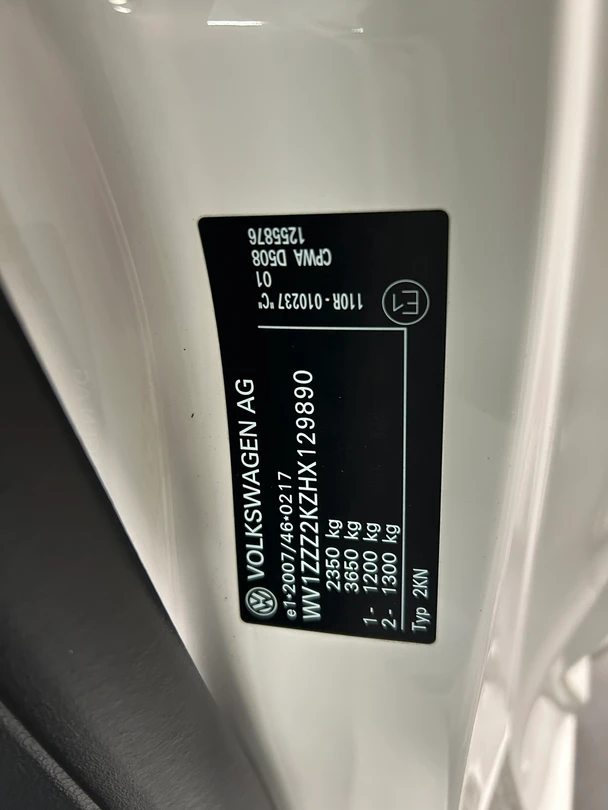 VOLKSWAGEN AG
e1*2007/46*0217
WV1ZZZ2KZHX129890
2350 kg
3650 kg
1- 1200 kg
2- 1300 kg
Typ 2KN
E1
110R-010237 "C"
01
CPWA D508
1255876